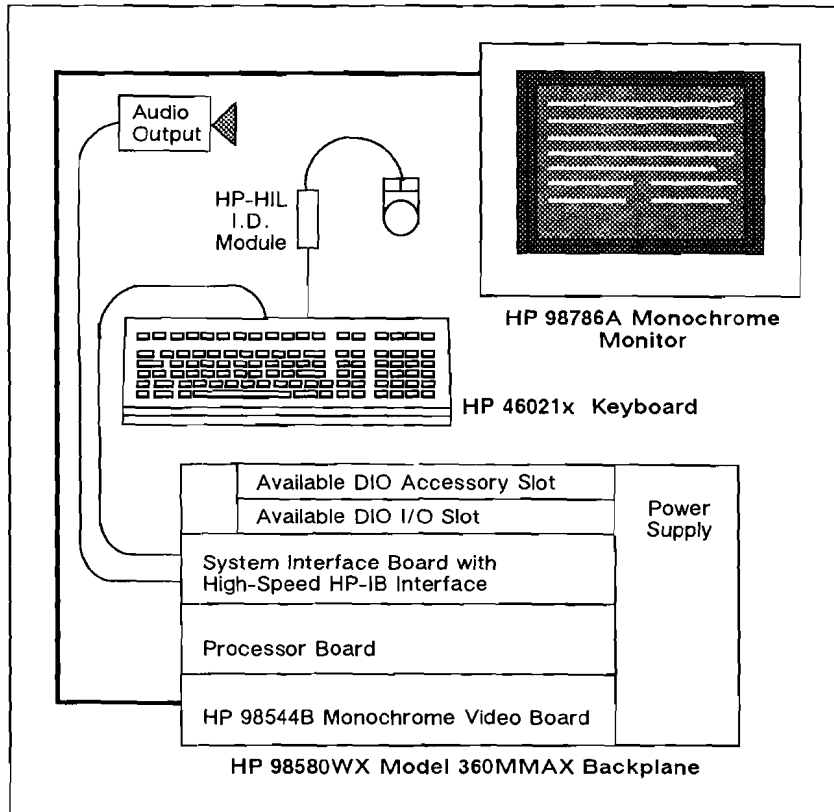 Audio
Output
HP-HIL
I.D.
Module
HP 98786A Monochrome
Monitor
HP 46021x Keyboard
Available DIO Accessory Slot
Available DIO I/O Slot
Power
Supply
System Interface Board with
High-Speed HP-IB Interface
Processor Board
HP 98544B Monochrome Video Board
HP 98580WX Model 360MMAX Backplane